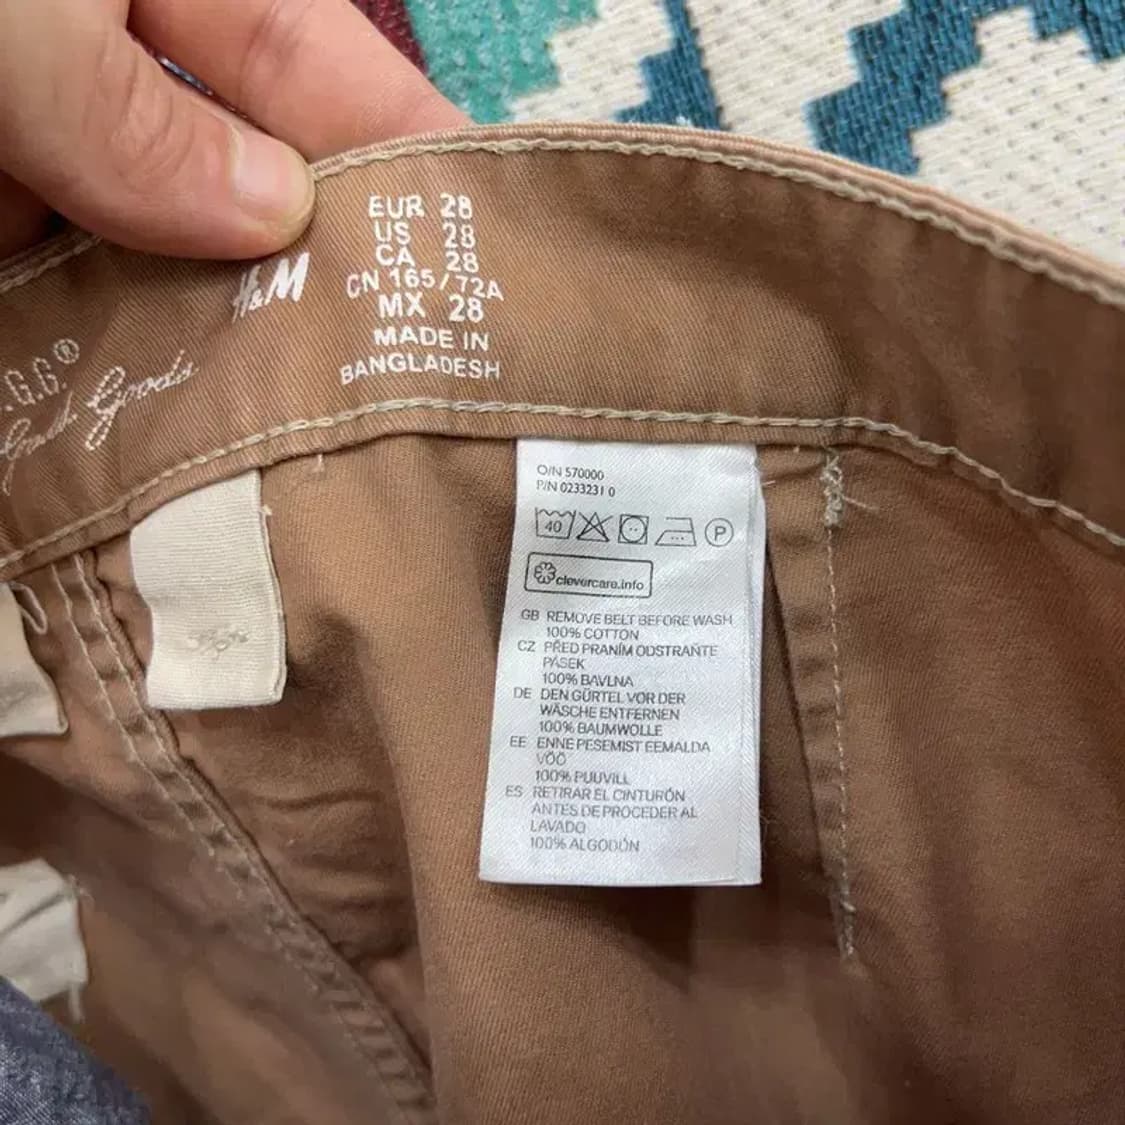 EUR 28
US 28
CA 28
CN 165/72A
MX 28
MADE IN
BANGLADESH
H&M
.G.G.®
Goods
O/N 570000
P/N 0233231 0
40 P
clevercare.info
GB REMOVE BELT BEFORE WASH
100% COTTON
CZ PŘED PRANÍM ODSTRAŇTE
PÁSEK
100% BAVLNA
DE DEN GÜRTEL VOR DER
WÄSCHE ENTFERNEN
100% BAUMWOLLE
EE ENNE PESEMIST EEMALDA
VÖÖ
100% PUUVILL
ES RETIRAR EL CINTURÓN
ANTES DE PROCEDER AL
LAVADO
100% ALGODÓN